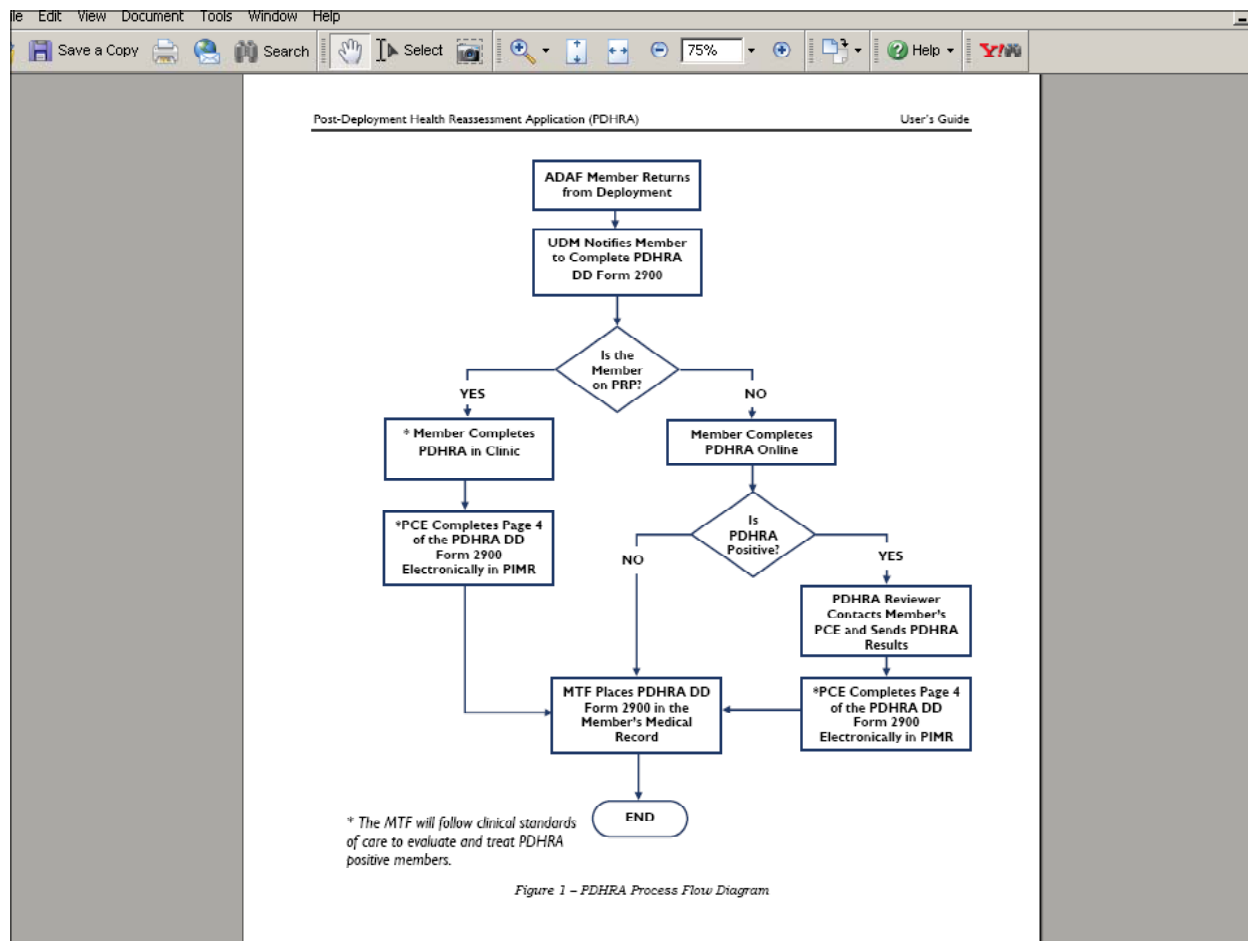 Edit View Document Tools Window Help
Save a Copy Search Select 75% Help Y!
Post-Deployment Health Reassessment Application (PDHRA) User's Guide
ADAF Member Returns
from Deployment
UDM Notifies Member
to Complete PDHRA
DD Form 2900
Is the
Member
on PRP?
YES
NO
* Member Completes
PDHRA in Clinic
Member Completes
PDHRA Online
*PCE Completes Page 4
of the PDHRA DD
Form 2900
Electronically in PIMR
Is
PDHRA
Positive?
NO
YES
PDHRA Reviewer
Contacts Member's
PCE and Sends PDHRA
Results
MTF Places PDHRA DD
Form 2900 in the
Member's Medical
Record
*PCE Completes Page 4
of the PDHRA DD
Form 2900
Electronically in PIMR
END
* The MTF will follow clinical standards
of care to evaluate and treat PDHRA
positive members.
Figure 1 – PDHRA Process Flow Diagram